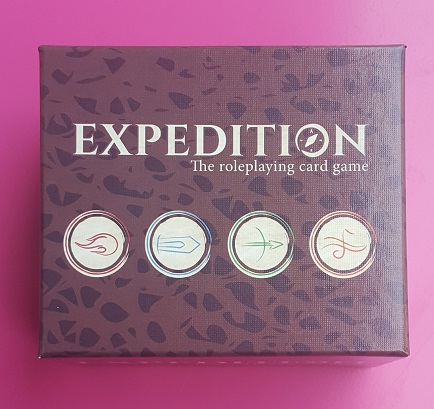 EXPEDITION
The roleplaying card game